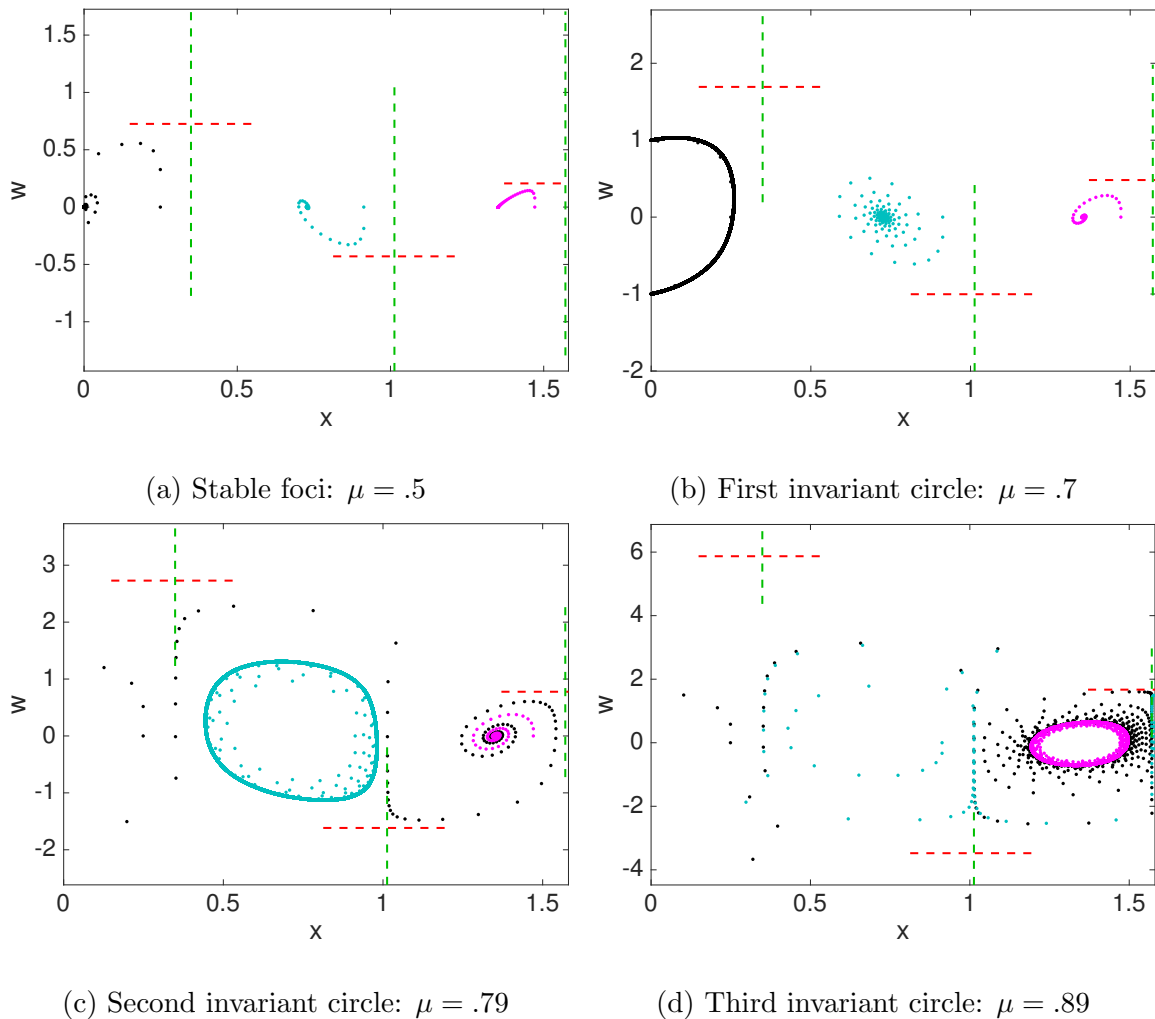 1.5
1
0.5
0
-0.5
-1
w
0 0.5 1 1.5
x
(a) Stable foci: μ = .5
2
1
0
-1
-2
w
0 0.5 1 1.5
x
(b) First invariant circle: μ = .7
3
2
1
0
-1
-2
w
0 0.5 1 1.5
x
(c) Second invariant circle: μ = .79
6
4
2
0
-2
-4
w
0 0.5 1 1.5
x
(d) Third invariant circle: μ = .89